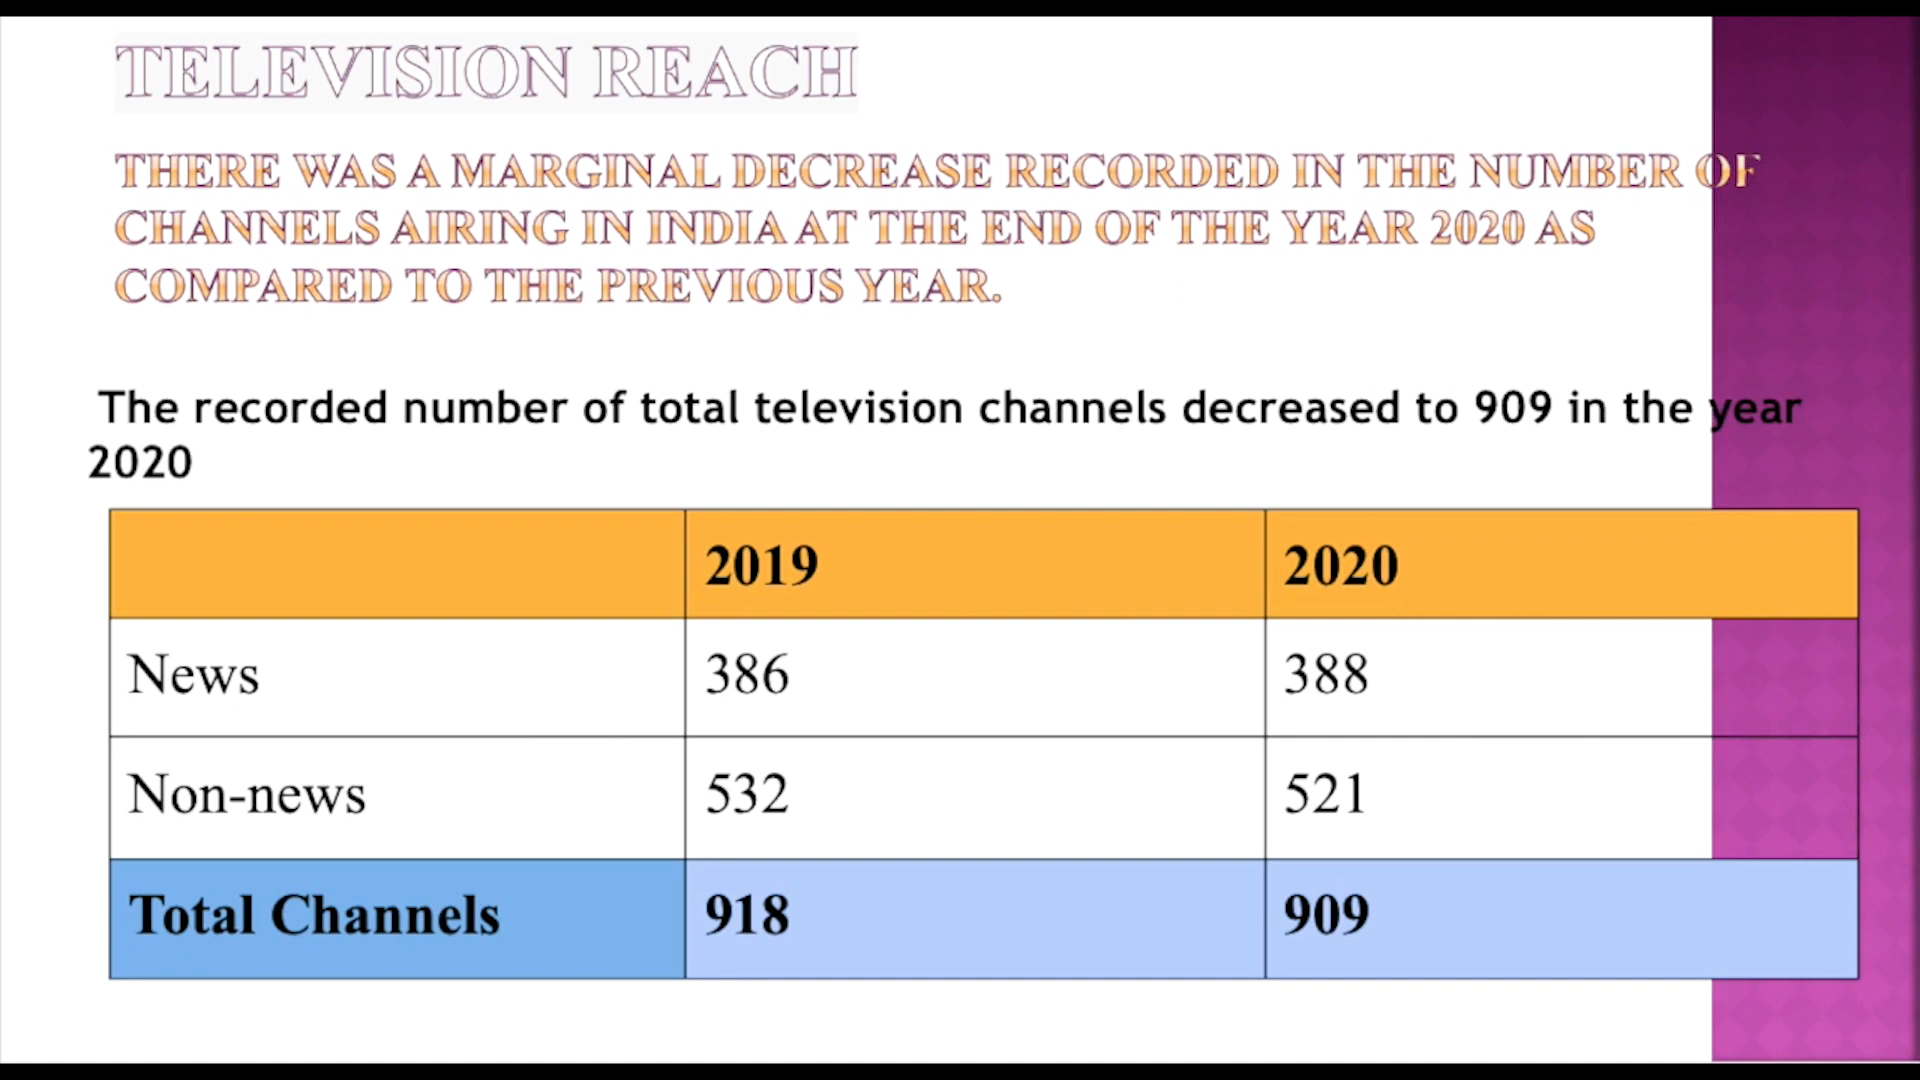 TELEVISION REACH
THERE WAS A MARGINAL DECREASE RECORDED IN THE NUMBER OF
CHANNELS AIRING IN INDIA AT THE END OF THE YEAR 2020 AS
COMPARED TO THE PREVIOUS YEAR.
The recorded number of total television channels decreased to 909 in the year
2020
2019 2020
News 386 388
Non-news 532 521
Total Channels 918 909